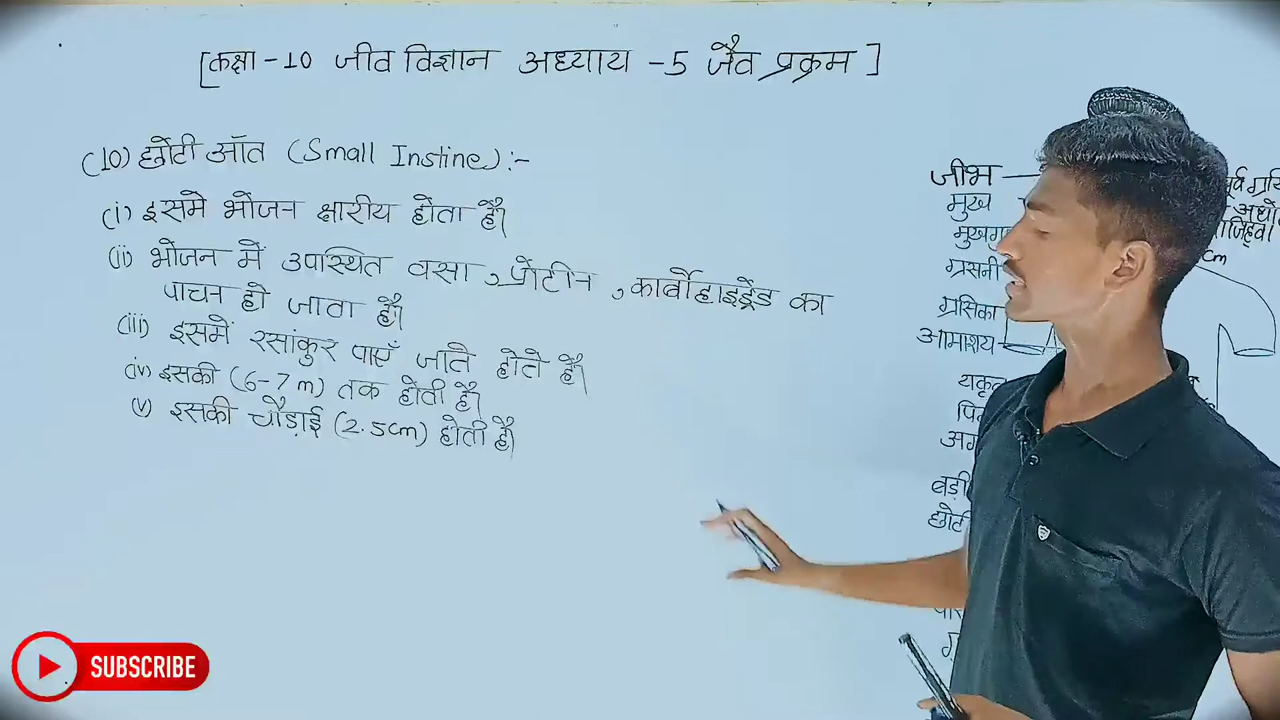 [कक्षा -10 जीव विज्ञान अध्याय -5 जैव प्रक्रम]
(10) छोटी आँत (Small Instine):-
(i) इसमे भोजन क्षारीय होता है।
(ii) भोजन में उपस्थित वसा, प्रोटीन, कार्वोहाइड्रेंड का
पाचन हो जाता है।
(iii) इसमें रसांकुर पाएँ जाते होते है।
(iv) इसकी (6-7 m) तक होती है।
(v) इसकी चौड़ाई (2.5cm) होती है।
जीभ
मुख
ग्रसनी
ग्रसिका
आमाशय
cm
SUBSCRIBE